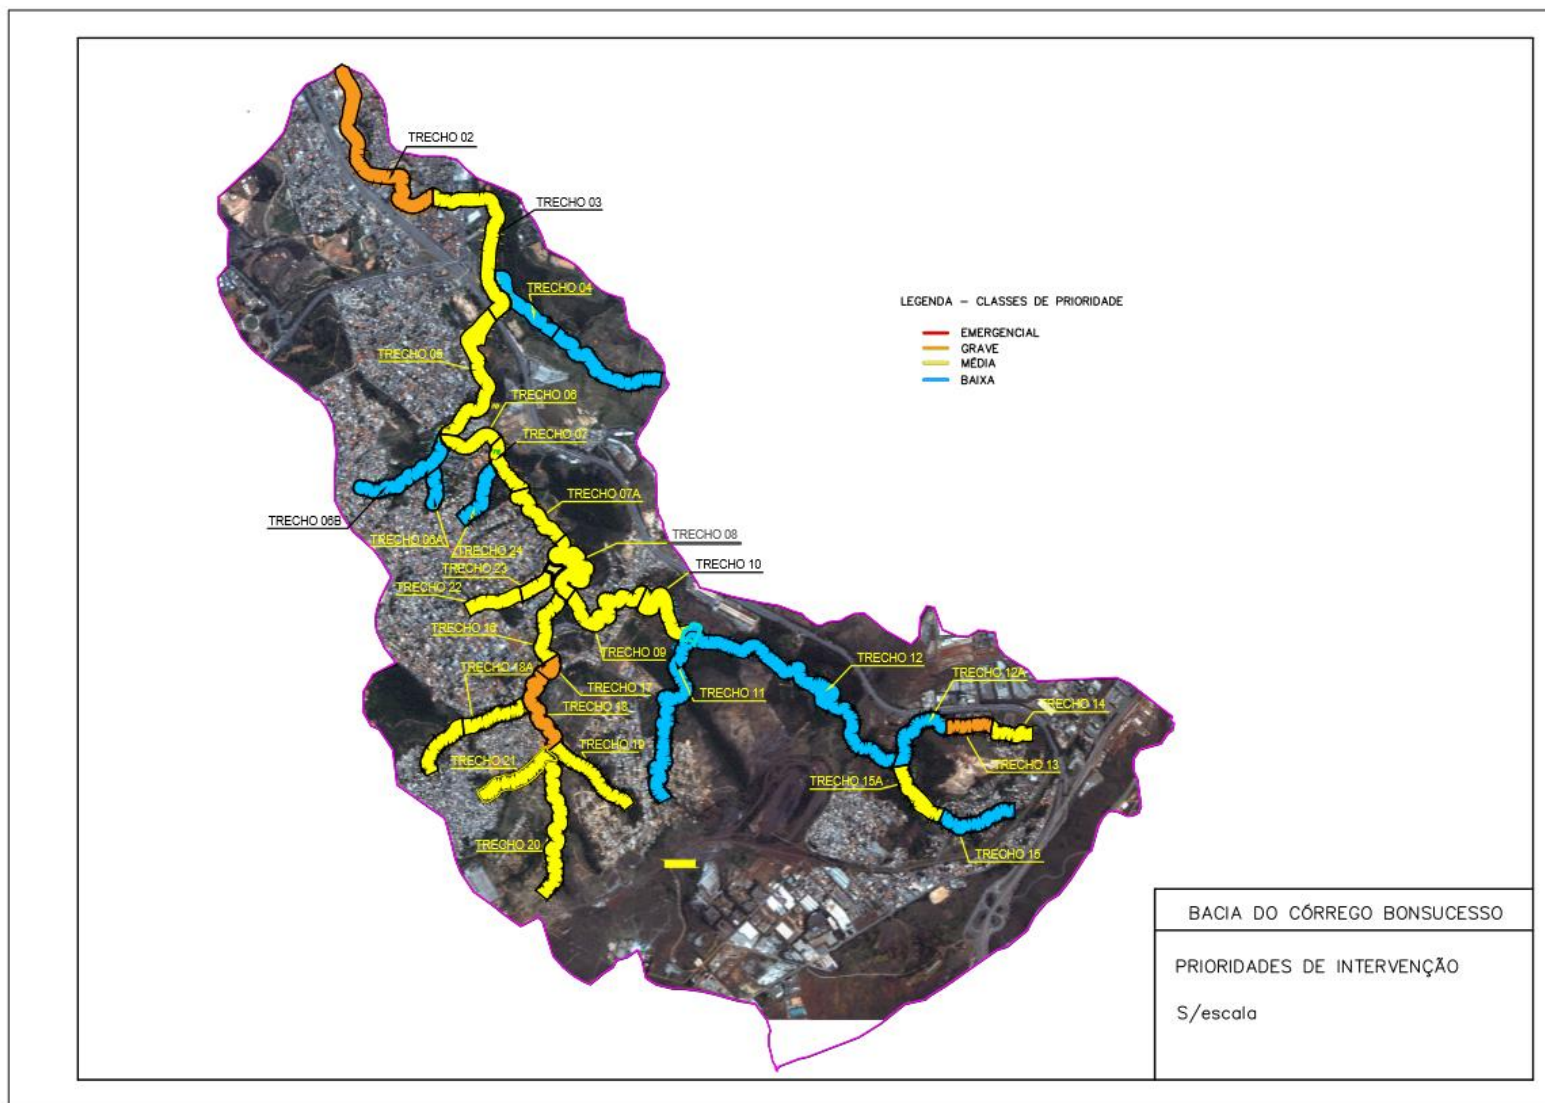 TRECHO 02
TRECHO 03
TRECHO 04
LEGENDA – CLASSES DE PRIORIDADE
EMERGENCIAL
GRAVE
MÉDIA
BAIXA
TRECHO 05
TRECHO 06
TRECHO 07
TRECHO 07A
TRECHO 06B
TRECHO 06A
TRECHO 24
TRECHO 08
TRECHO 23
TRECHO 10
TRECHO 22
TRECHO 16
TRECHO 09
TRECHO 12
TRECHO 18A
TRECHO 17
TRECHO 11
TRECHO 12A
TRECHO 18
TRECHO 14
TRECHO 19
TRECHO 21
TRECHO 13
TRECHO 15A
TRECHO 20
TRECHO 15
BACIA DO CÓRREGO BONSUCESSO
PRIORIDADES DE INTERVENÇÃO
S/escala